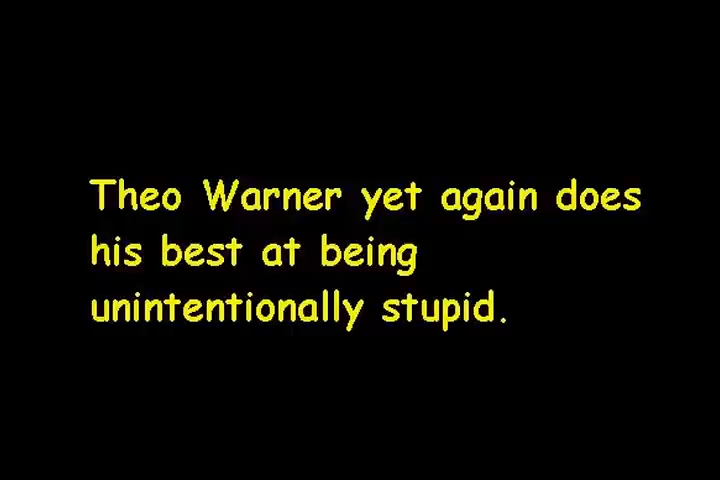 Theo Warner yet again does
his best at being
unintentionally stupid.